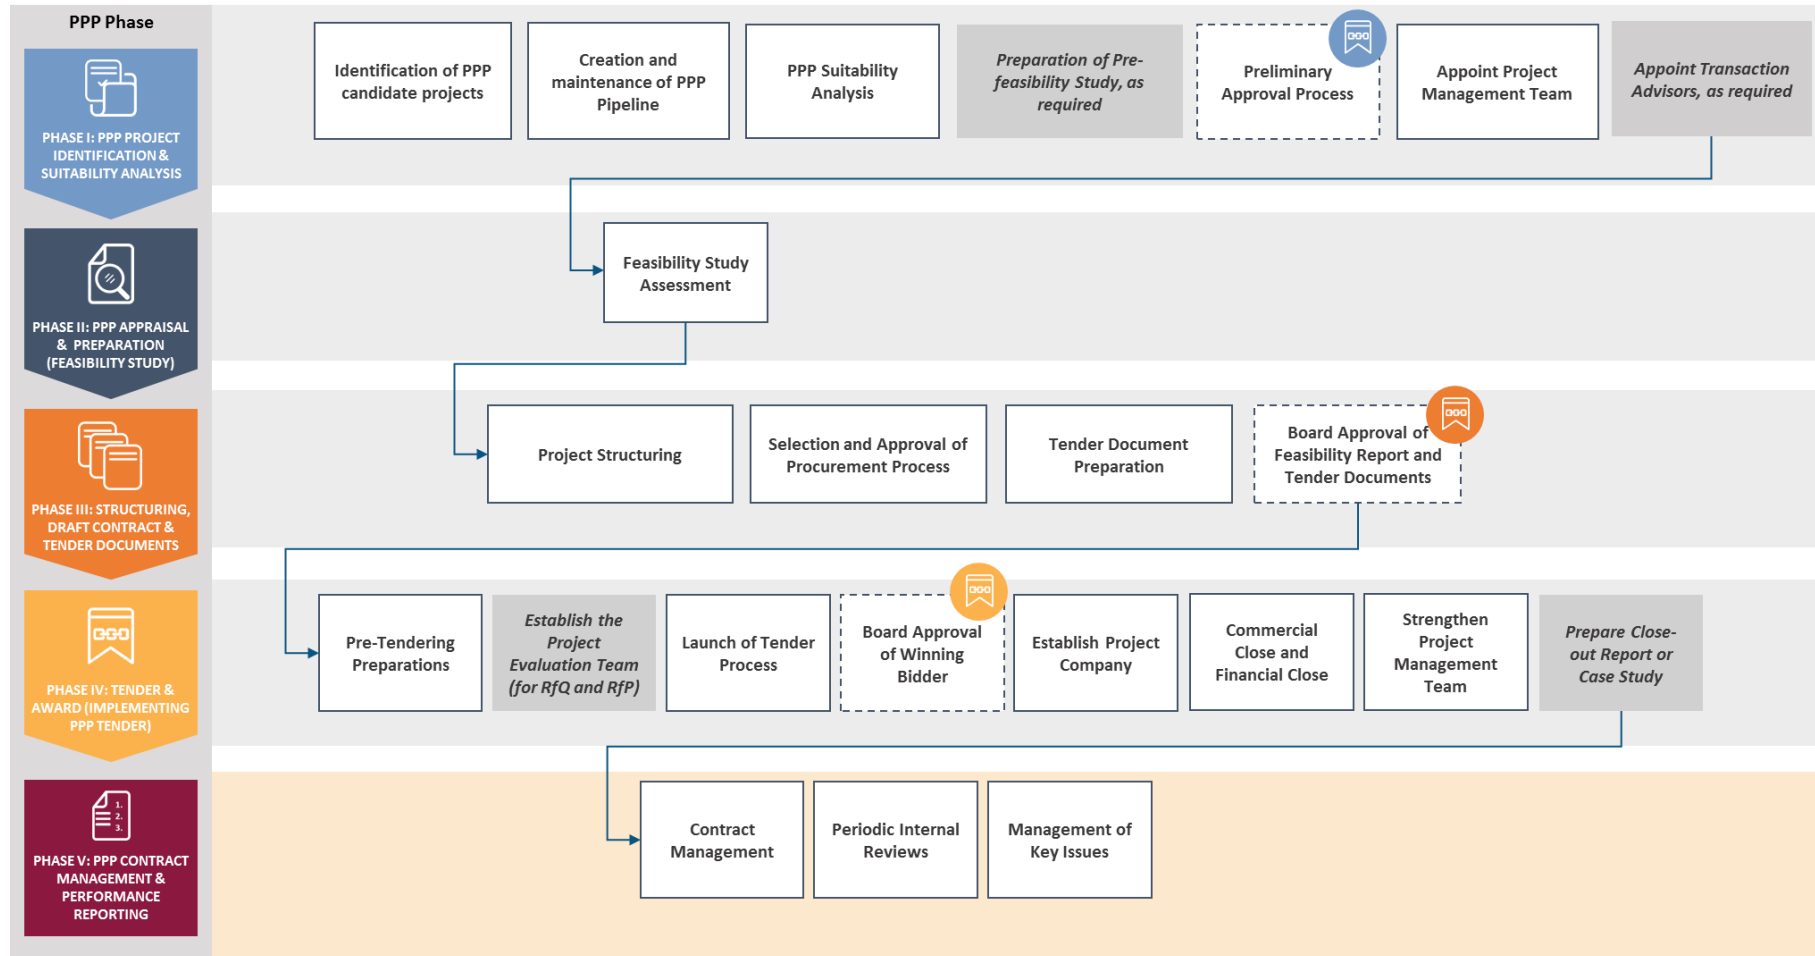 PPP Phase
PHASE I: PPP PROJECT
IDENTIFICATION &
SUITABILITY ANALYSIS
Identification of PPP
candidate projects
Creation and
maintenance of PPP
Pipeline
PPP Suitability
Analysis
Preparation of Pre-
feasibility Study, as
required
Preliminary
Approval Process
Appoint Project
Management Team
Appoint Transaction
Advisors, as required
PHASE II: PPP APPRAISAL
& PREPARATION
(FEASIBILITY STUDY)
Feasibility Study
Assessment
PHASE III: STRUCTURING,
DRAFT CONTRACT &
TENDER DOCUMENTS
Project Structuring
Selection and Approval of
Procurement Process
Tender Document
Preparation
Board Approval of
Feasibility Report and
Tender Documents
PHASE IV: TENDER &
AWARD (IMPLEMENTING
PPP TENDER)
Pre-Tendering
Preparations
Establish the
Project
Evaluation Team
(for RfQ and RfP)
Launch of Tender
Process
Board Approval
of Winning
Bidder
Establish Project
Company
Commercial
Close and
Financial Close
Strengthen
Project
Management
Team
Prepare Close-
out Report or
Case Study
1.
2.
3.
PHASE V: PPP CONTRACT
MANAGEMENT &
PERFORMANCE
REPORTING
Contract
Management
Periodic Internal
Reviews
Management of
Key Issues